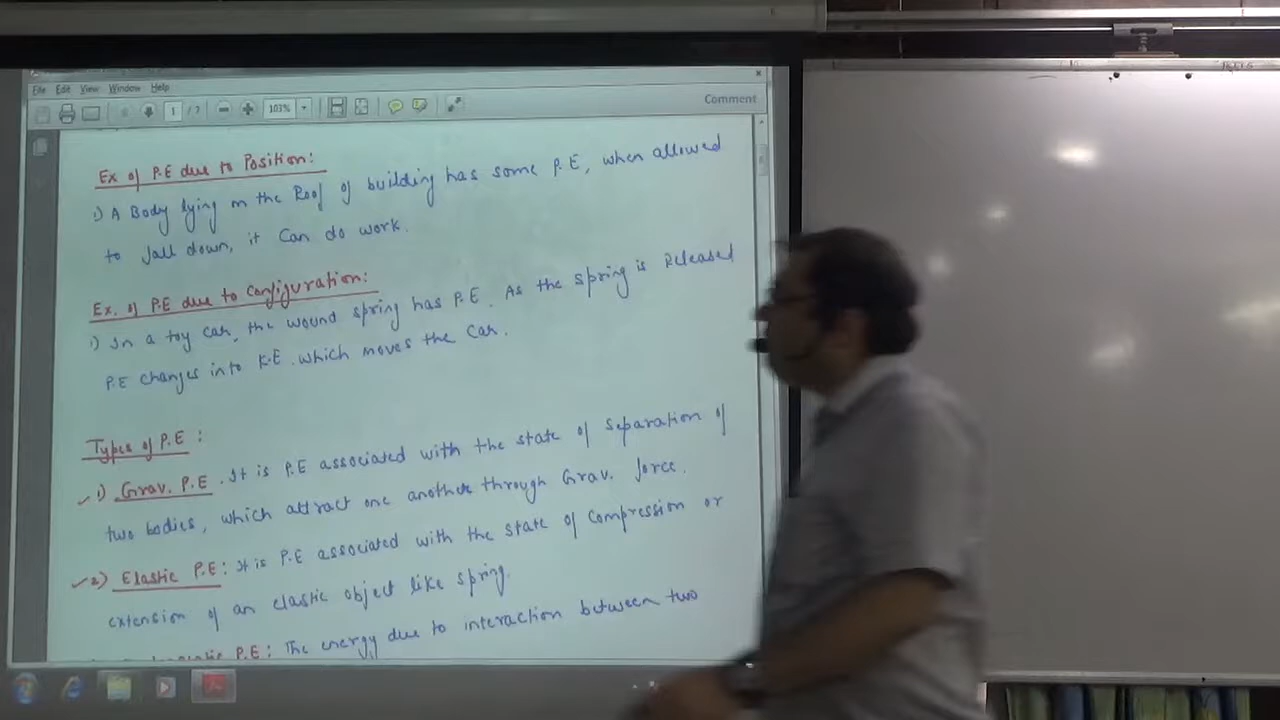 File Edit View Window Help
1 / 7 103% Comment
Ex of P.E due to Position:
1) A Body lying on the Roof of building has some P.E, when allowed
to fall down, it Can do work.
Ex. of P.E due to Configuration:
1) In a toy car, the wound spring has P.E. As the spring is Released
P.E changes into K.E. which moves the Car.
Types of P.E :
1) Grav. P.E. It is P.E associated with the state of Separation of
two bodies, which attract one another through Grav. force.
2) Elastic P.E: It is P.E associated with the state of Compression or
extension of an elastic object like spring.
P.E: The energy due to interaction between two